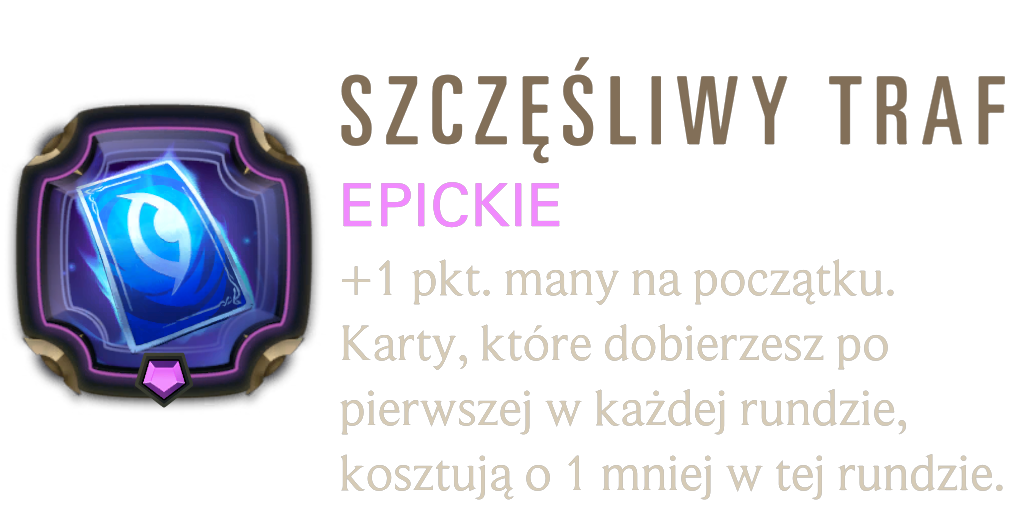 SZCZĘŚLIWY TRAF
EPICKIE
+1 pkt. many na początku.
Karty, które dobierzesz po
pierwszej w każdej rundzie,
kosztują o 1 mniej w tej rundzie.